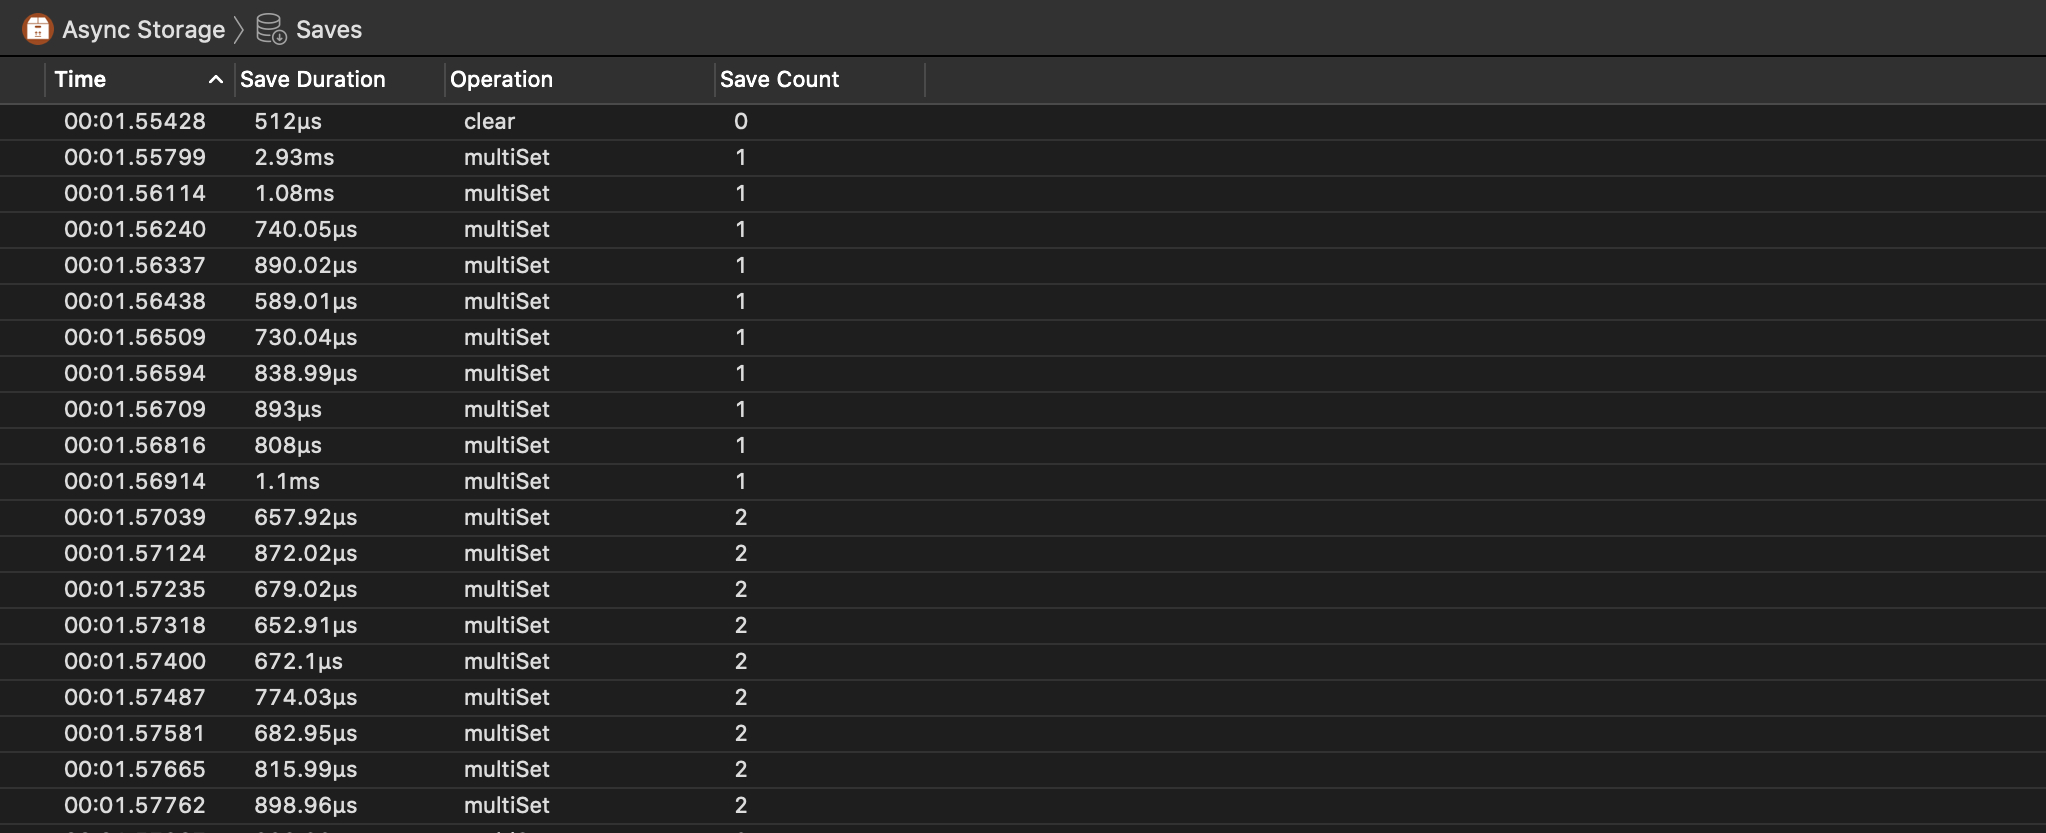 Async Storage Saves
Time Save Duration Operation Save Count
00:01.55428 512µs clear 0
00:01.55799 2.93ms multiSet 1
00:01.56114 1.08ms multiSet 1
00:01.56240 740.05µs multiSet 1
00:01.56337 890.02µs multiSet 1
00:01.56438 589.01µs multiSet 1
00:01.56509 730.04µs multiSet 1
00:01.56594 838.99µs multiSet 1
00:01.56709 893µs multiSet 1
00:01.56816 808µs multiSet 1
00:01.56914 1.1ms multiSet 1
00:01.57039 657.92µs multiSet 2
00:01.57124 872.02µs multiSet 2
00:01.57235 679.02µs multiSet 2
00:01.57318 652.91µs multiSet 2
00:01.57400 672.1µs multiSet 2
00:01.57487 774.03µs multiSet 2
00:01.57581 682.95µs multiSet 2
00:01.57665 815.99µs multiSet 2
00:01.57762 898.96µs multiSet 2